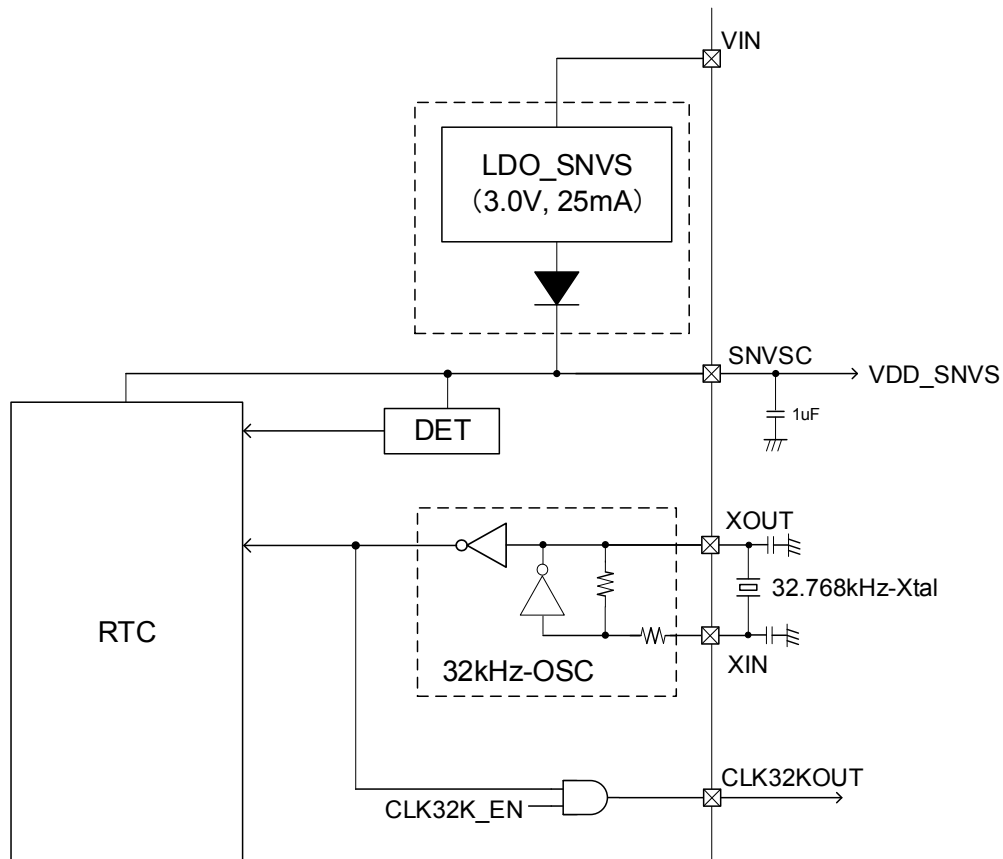 VIN
LDO_SNVS
（3.0V, 25mA）
SNVSC
VDD_SNVS
1uF
DET
XOUT
32.768kHz-Xtal
RTC
XIN
32kHz-OSC
CLK32KOUT
CLK32K_EN